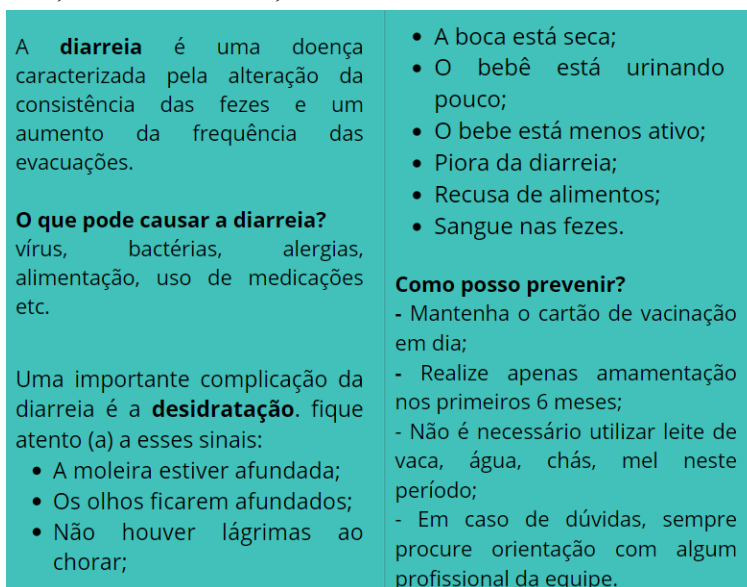 A diarreia é uma doença
caracterizada pela alteração da
consistência das fezes e um
aumento da frequência das
evacuações.
O que pode causar a diarreia?
vírus, bactérias, alergias,
alimentação, uso de medicações
etc.
Uma importante complicação da
diarreia é a desidratação. fique
atento (a) a esses sinais:
• A moleira estiver afundada;
• Os olhos ficarem afundados;
• Não houver lágrimas ao
chorar;
• A boca está seca;
• O bebê está urinando
pouco;
• O bebe está menos ativo;
• Piora da diarreia;
• Recusa de alimentos;
• Sangue nas fezes.
Como posso prevenir?
- Mantenha o cartão de vacinação
em dia;
- Realize apenas amamentação
nos primeiros 6 meses;
- Não é necessário utilizar leite de
vaca, água, chás, mel neste
período;
- Em caso de dúvidas, sempre
procure orientação com algum
profissional da equipe.